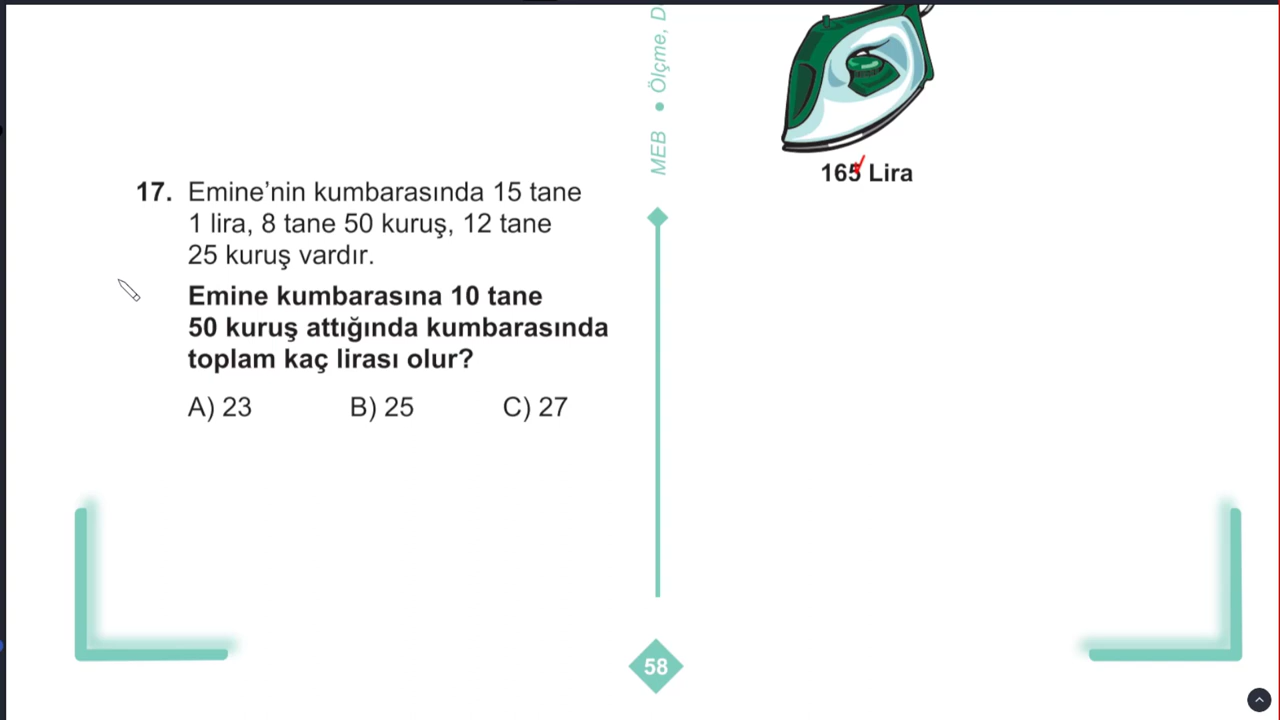 17. Emine’nin kumbarasında 15 tane
1 lira, 8 tane 50 kuruş, 12 tane
25 kuruş vardır.
Emine kumbarasına 10 tane
50 kuruş attığında kumbarasında
toplam kaç lirası olur?
A) 23 B) 25 C) 27
MEB ● Ölçme,
165 Lira
58